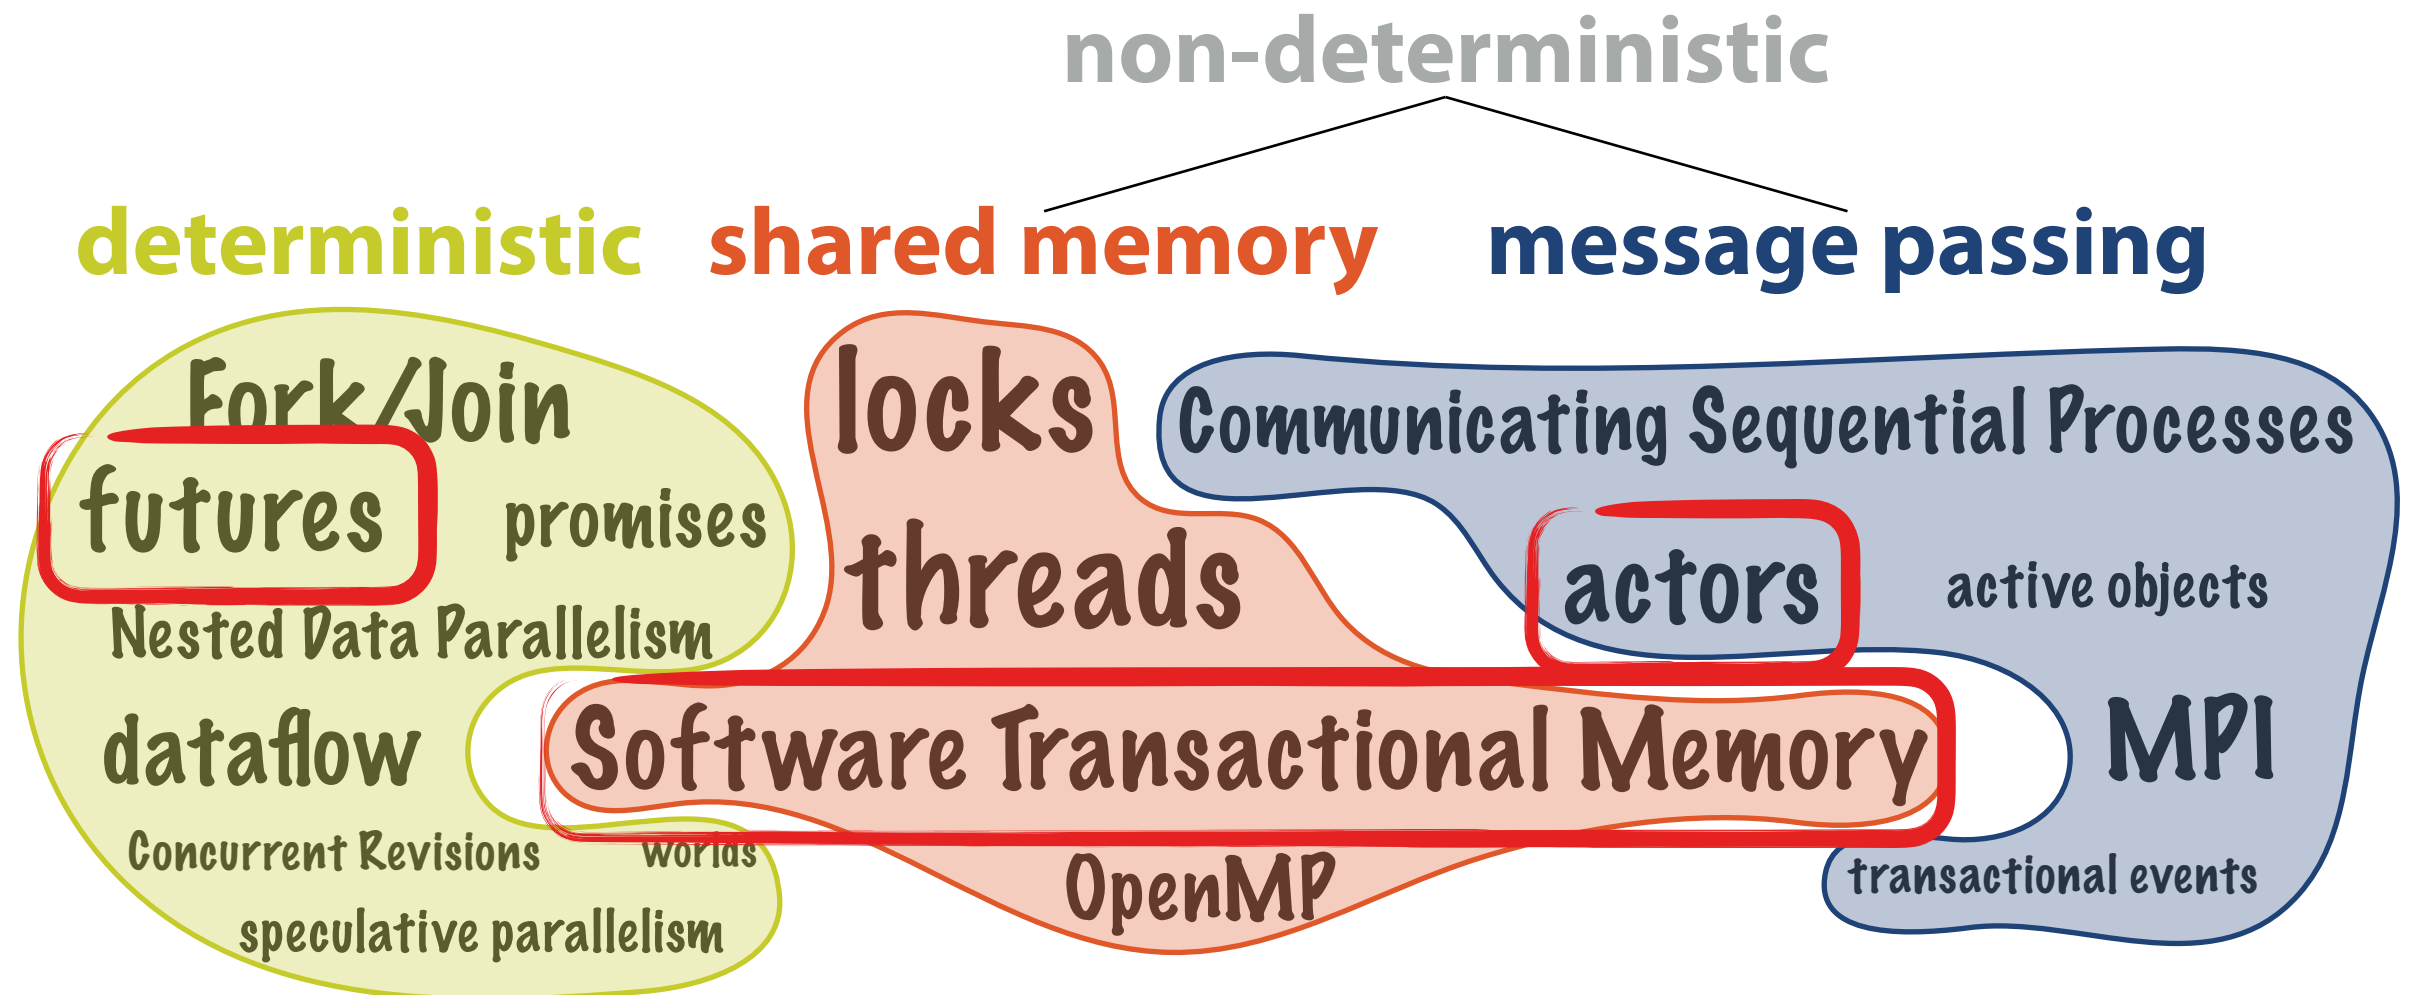 non-deterministic
deterministic
shared memory
message passing
Fork/Join
futures
promises
Nested Data Parallelism
dataflow
Concurrent Revisions
worlds
speculative parallelism
locks
threads
Software Transactional Memory
OpenMP
Communicating Sequential Processes
actors
active objects
MPI
transactional events